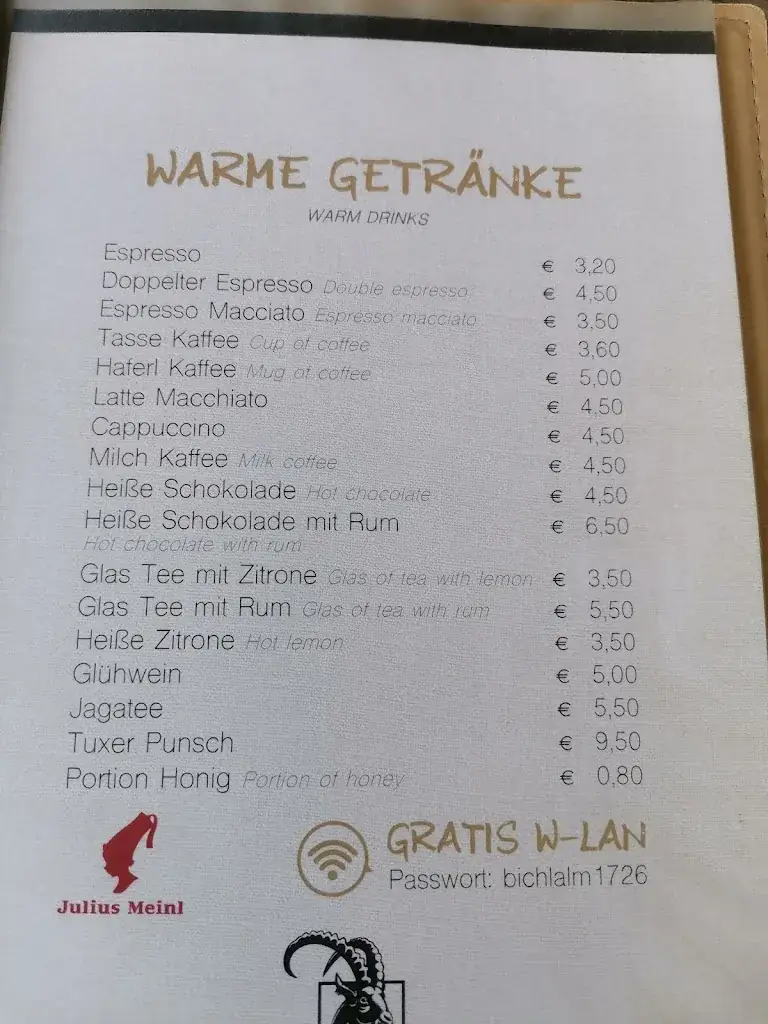 WARME GETRÄNKE
WARM DRINKS
Espresso € 3,20
Doppelter Espresso Double espresso € 4,50
Espresso Macciato Espresso macciato € 3,50
Tasse Kaffee Cup of coffee € 3,60
Haferl Kaffee Mug of coffee € 5,00
Latte Macchiato € 4,50
Cappuccino € 4,50
Milch Kaffee Milk coffee € 4,50
Heiße Schokolade Hot chocolate € 4,50
Heiße Schokolade mit Rum € 6,50
Hot chocolate with rum
Glas Tee mit Zitrone Glas of tea with lemon € 3,50
Glas Tee mit Rum Glas of tea with rum € 5,50
Heiße Zitrone Hot lemon € 3,50
Glühwein € 5,00
Jagatee € 5,50
Tuxer Punsch € 9,50
Portion Honig Portion of honey € 0,80
GRATIS W-LAN
Passwort: bichlalm1726
Julius Meinl